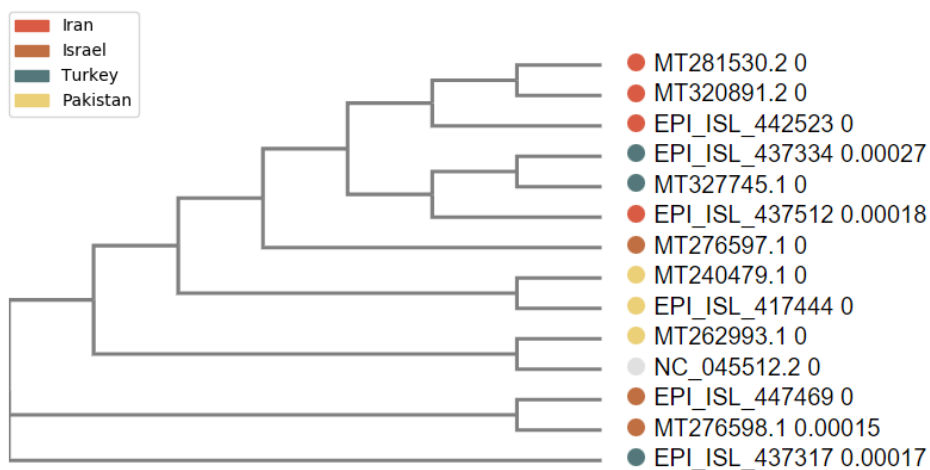 Iran
Israel
Turkey
Pakistan
MT281530.2 0
MT320891.2 0
EPI_ISL_442523 0
EPI_ISL_437334 0.00027
MT327745.1 0
EPI_ISL_437512 0.00018
MT276597.1 0
MT240479.1 0
EPI_ISL_417444 0
MT262993.1 0
NC_045512.2 0
EPI_ISL_447469 0
MT276598.1 0.00015
EPI_ISL_437317 0.00017